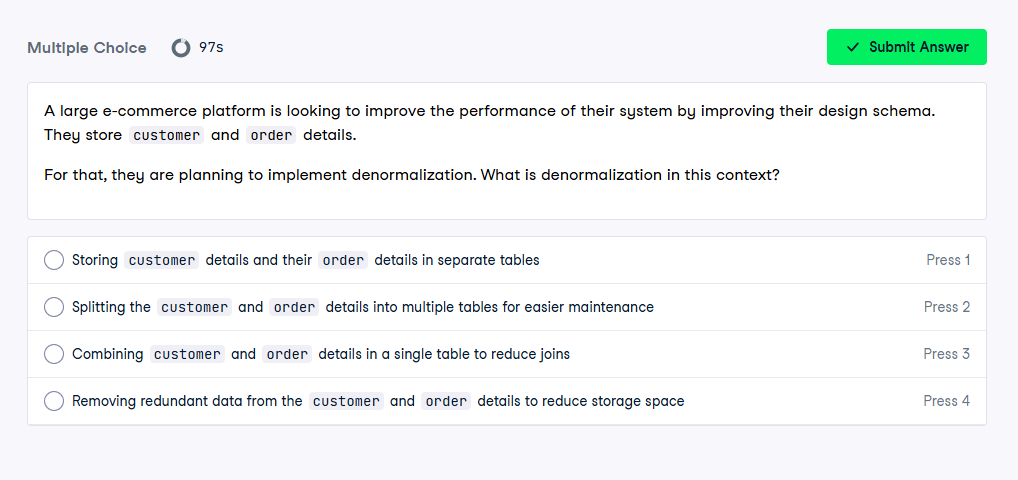 Multiple Choice 97s Submit Answer
A large e-commerce platform is looking to improve the performance of their system by improving their design schema.
They store customer and order details.
For that, they are planning to implement denormalization. What is denormalization in this context?
Storing customer details and their order details in separate tables Press 1
Splitting the customer and order details into multiple tables for easier maintenance Press 2
Combining customer and order details in a single table to reduce joins Press 3
Removing redundant data from the customer and order details to reduce storage space Press 4